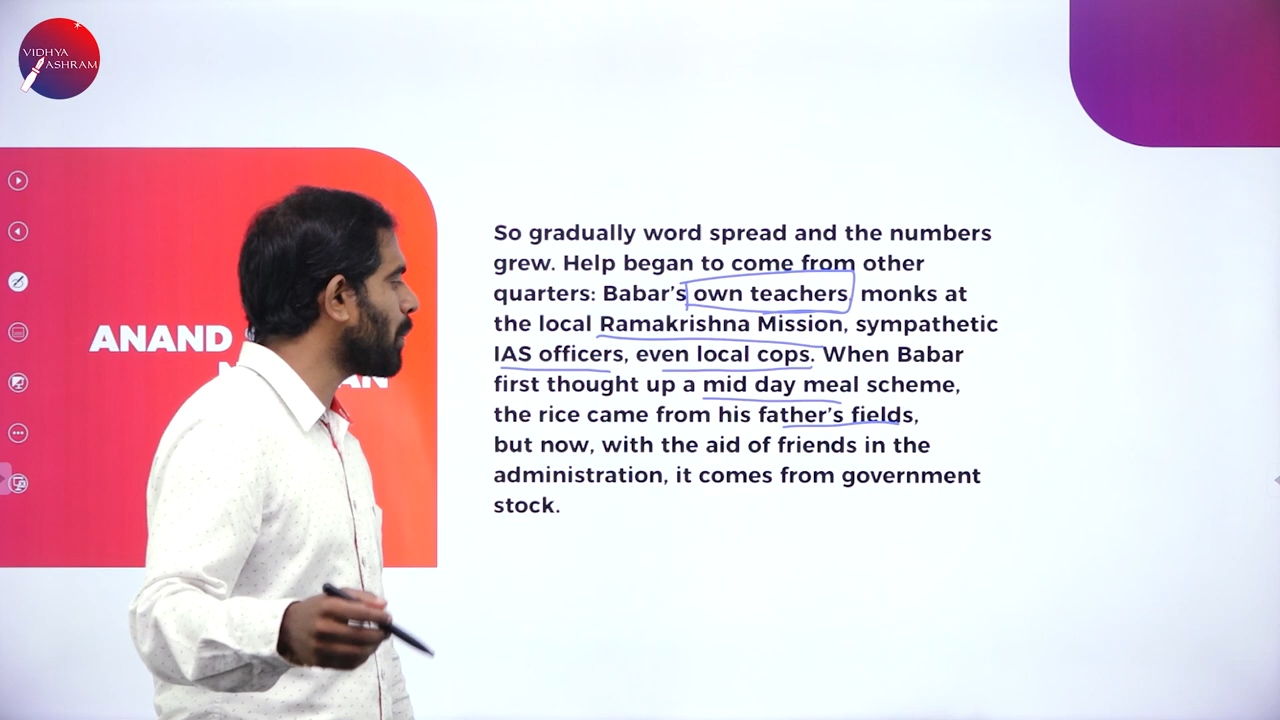 VIDHYA
ASHRAM
ANAND
So gradually word spread and the numbers
grew. Help began to come from other
quarters: Babar's own teachers, monks at
the local Ramakrishna Mission, sympathetic
IAS officers, even local cops. When Babar
first thought up a mid day meal scheme,
the rice came from his father's fields,
but now, with the aid of friends in the
administration, it comes from government
stock.